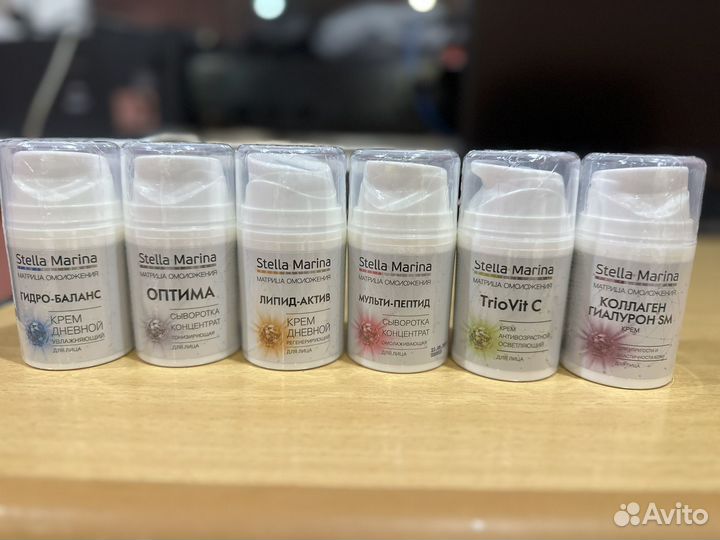 Stella Marina
МАТРИЦА ОМОЛОЖЕНИЯ
ГИДРО-БАЛАНС
КРЕМ
ДНЕВНОЙ
УВЛАЖНЯЮЩИЙ
ДЛЯ ЛИЦА
Stella Marina
МАТРИЦА ОМОЛОЖЕНИЯ
ОПТИМА
СЫВОРОТКА
КОНЦЕНТРАТ
ТОНИЗИРУЮЩАЯ
ДЛЯ ЛИЦА
Stella Marina
МАТРИЦА ОМОЛОЖЕНИЯ
ЛИПИД-АКТИВ
КРЕМ
ДНЕВНОЙ
РЕГЕНЕРИРУЮЩИЙ
ДЛЯ ЛИЦА
Stella Marina
МАТРИЦА ОМОЛОЖЕНИЯ
МУЛЬТИ-ПЕПТИД
СЫВОРОТКА
КОНЦЕНТРАТ
ОМОЛАЖИВАЮЩАЯ
ДЛЯ ЛИЦА
Stella Marina
МАТРИЦА ОМОЛОЖЕНИЯ
TrioVit C
КРЕМ
АНТИВОЗРАСТНОЙ
ОСВЕТЛЯЮЩИЙ
ДЛЯ ЛИЦА
Stella Marina
МАТРИЦА ОМОЛОЖЕНИЯ
КОЛЛАГЕН
ГИАЛУРОН SM
КРЕМ
ДЛЯ ЛИЦА
Avito